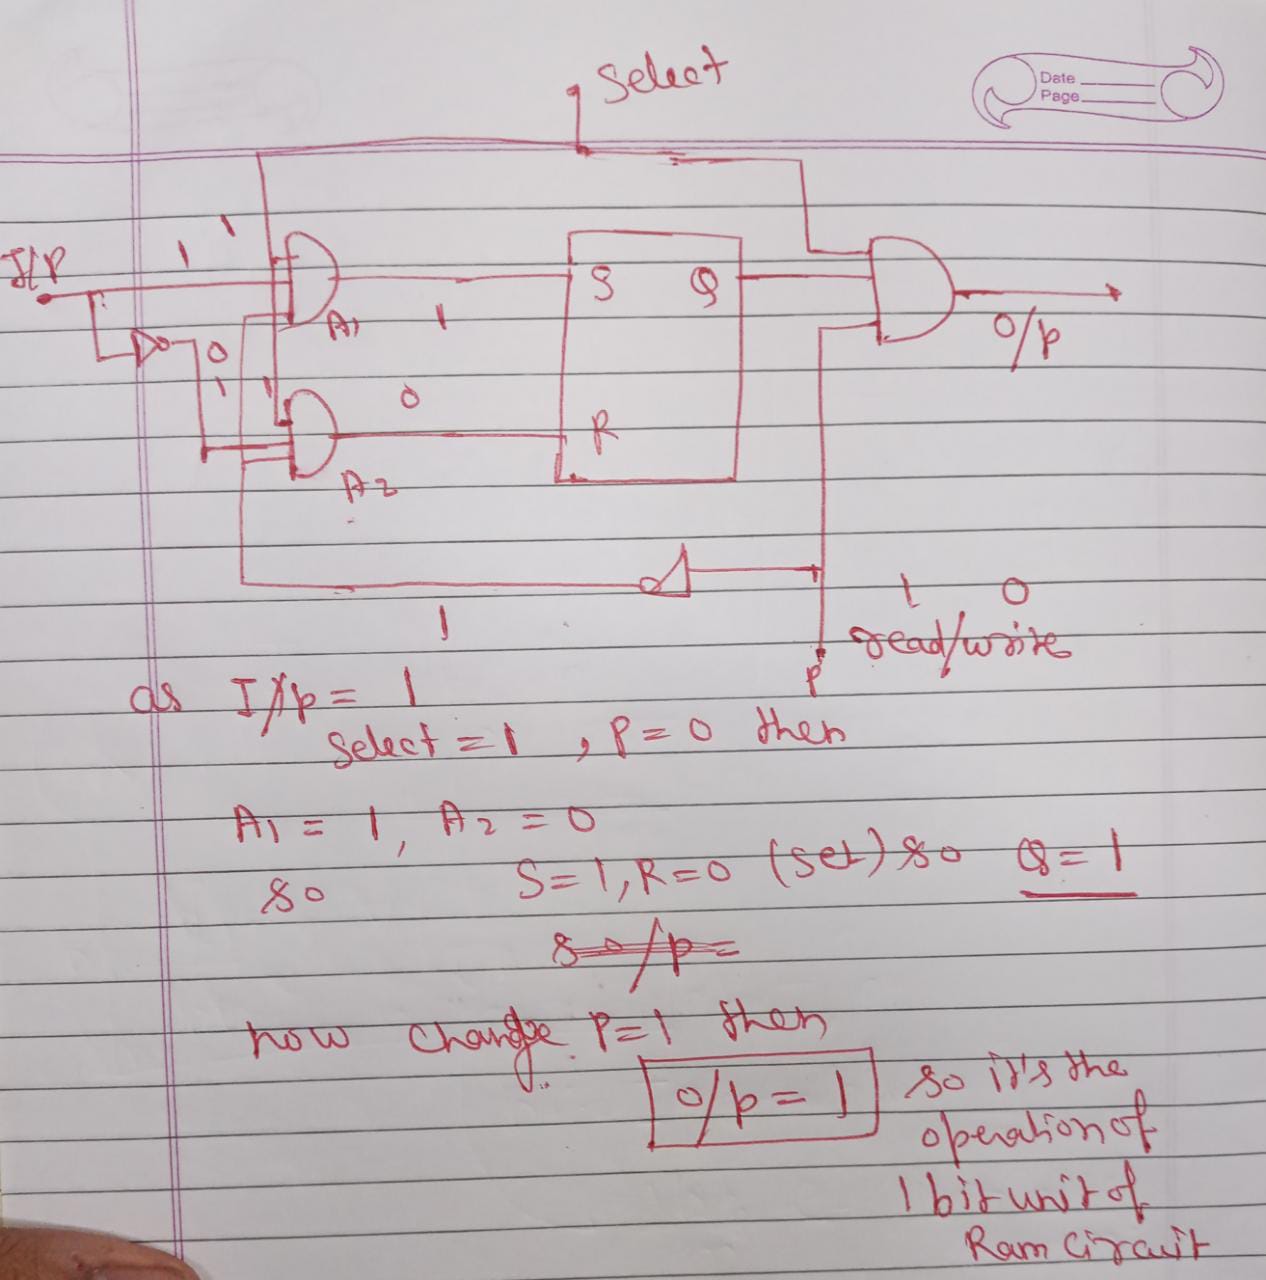 Select
Date
Page
I/P
1 1
S Q
A1
1
0
1 1
0
o/p
R
A2
1 0
read/write
1
P
as I/p = 1
Select = 1 , P = 0 then
A1 = 1, A2 = 0
so S=1, R=0 (set) so Q=1
so/p=
now change P=1 then
o/p = 1
so it's the
operation of
1 bit unit of
Ram Circuit